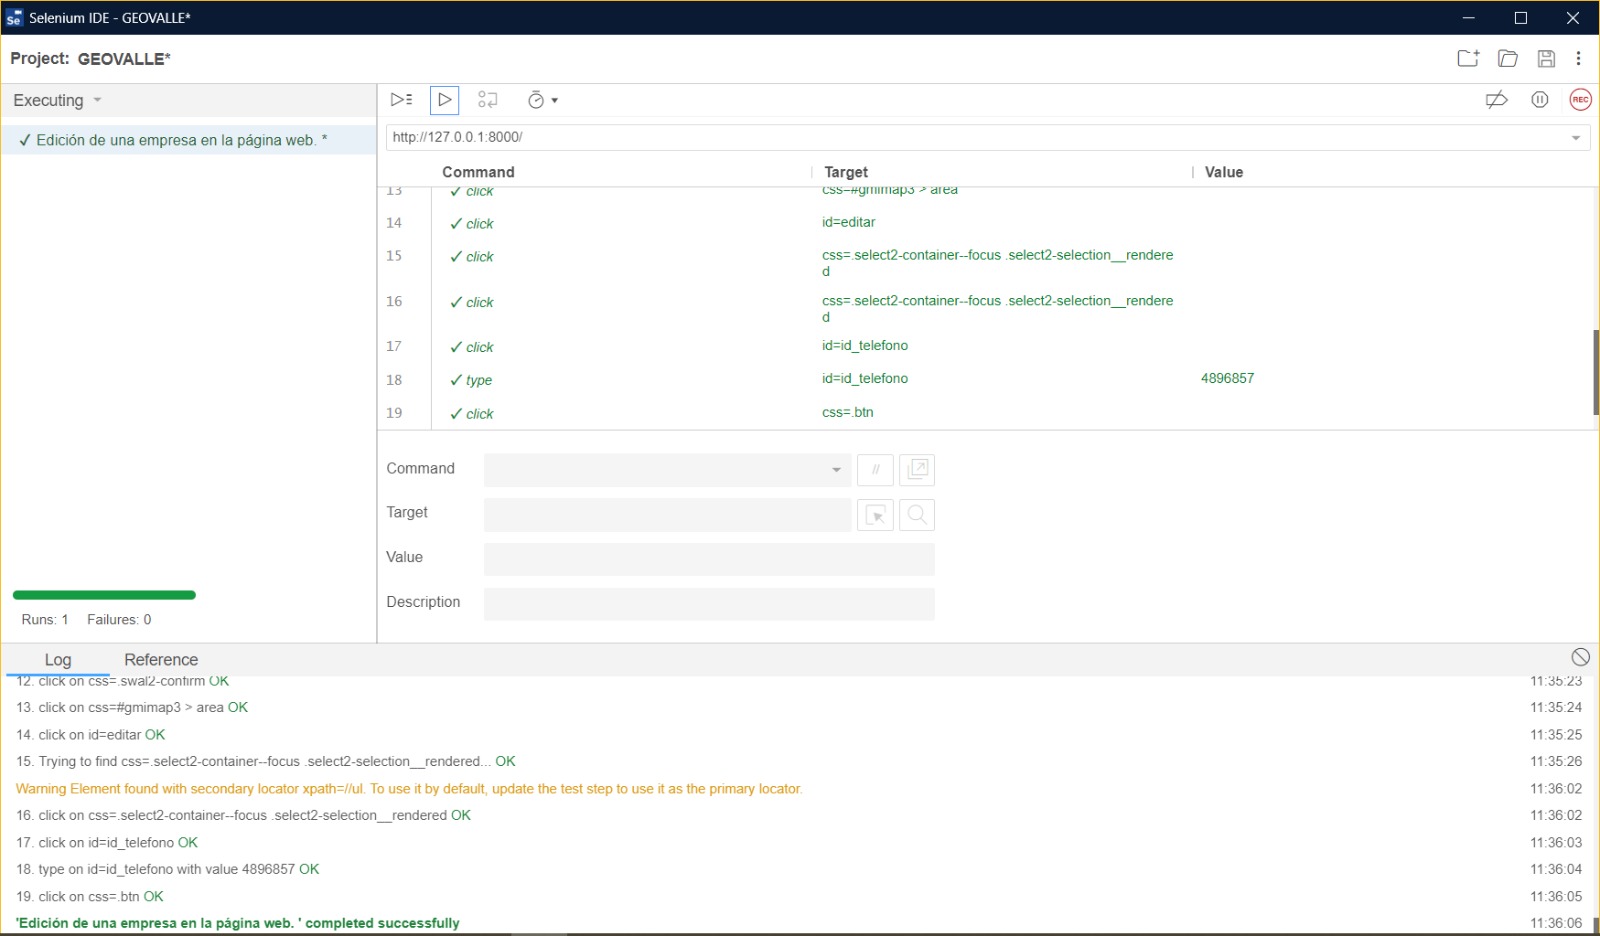 Selenium IDE - GEOVALLE*
Project: GEOVALLE*
Executing
✓ Edición de una empresa en la página web. *
REC
http://127.0.0.1:8000/
Command Target Value
13 ✓ click css=#gmimap3 > area
14 ✓ click id=editar
15 ✓ click css=.select2-container--focus .select2-selection__rendere
d
16 ✓ click css=.select2-container--focus .select2-selection__rendere
d
17 ✓ click id=id_telefono
18 ✓ type id=id_telefono 4896857
19 ✓ click css=.btn
Command //
Target
Value
Description
Runs: 1 Failures: 0
Log Reference
12. click on css=.swal2-confirm OK 11:35:23
13. click on css=#gmimap3 > area OK 11:35:24
14. click on id=editar OK 11:35:25
15. Trying to find css=.select2-container--focus .select2-selection__rendered... OK 11:35:26
Warning Element found with secondary locator xpath=//ul. To use it by default, update the test step to use it as the primary locator. 11:36:02
16. click on css=.select2-container--focus .select2-selection__rendered OK 11:36:02
17. click on id=id_telefono OK 11:36:03
18. type on id=id_telefono with value 4896857 OK 11:36:04
19. click on css=.btn OK 11:36:05
'Edición de una empresa en la página web. ' completed successfully 11:36:06